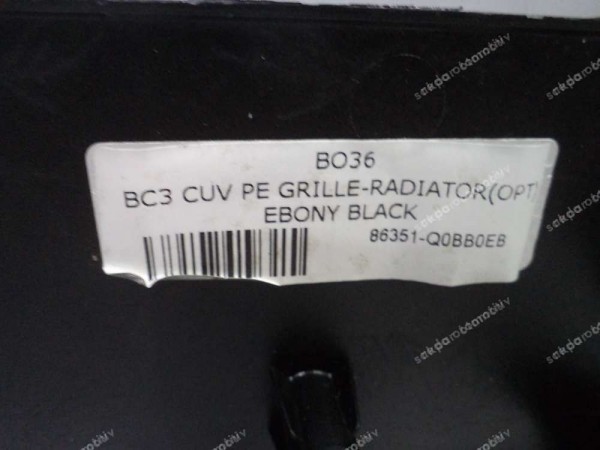 BO36
BC3 CUV PE GRILLE-RADIATOR(OPT)
EBONY BLACK
86351-Q0BB0EB